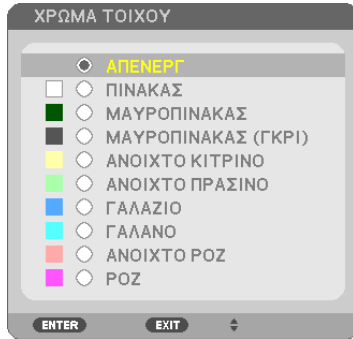 ΧΡΩΜΑ ΤΟΙΧΟΥ
ΑΠΕΝΕΡΓ
ΠΙΝΑΚΑΣ
ΜΑΥΡΟΠΙΝΑΚΑΣ
ΜΑΥΡΟΠΙΝΑΚΑΣ (ΓΚΡΙ)
ΑΝΟΙΧΤΟ ΚΙΤΡΙΝΟ
ΑΝΟΙΧΤΟ ΠΡΑΣΙΝΟ
ΓΑΛΑΖΙΟ
ΓΑΛΑΝΟ
ΑΝΟΙΧΤΟ ΡΟΖ
ΡΟΖ
ENTER EXIT